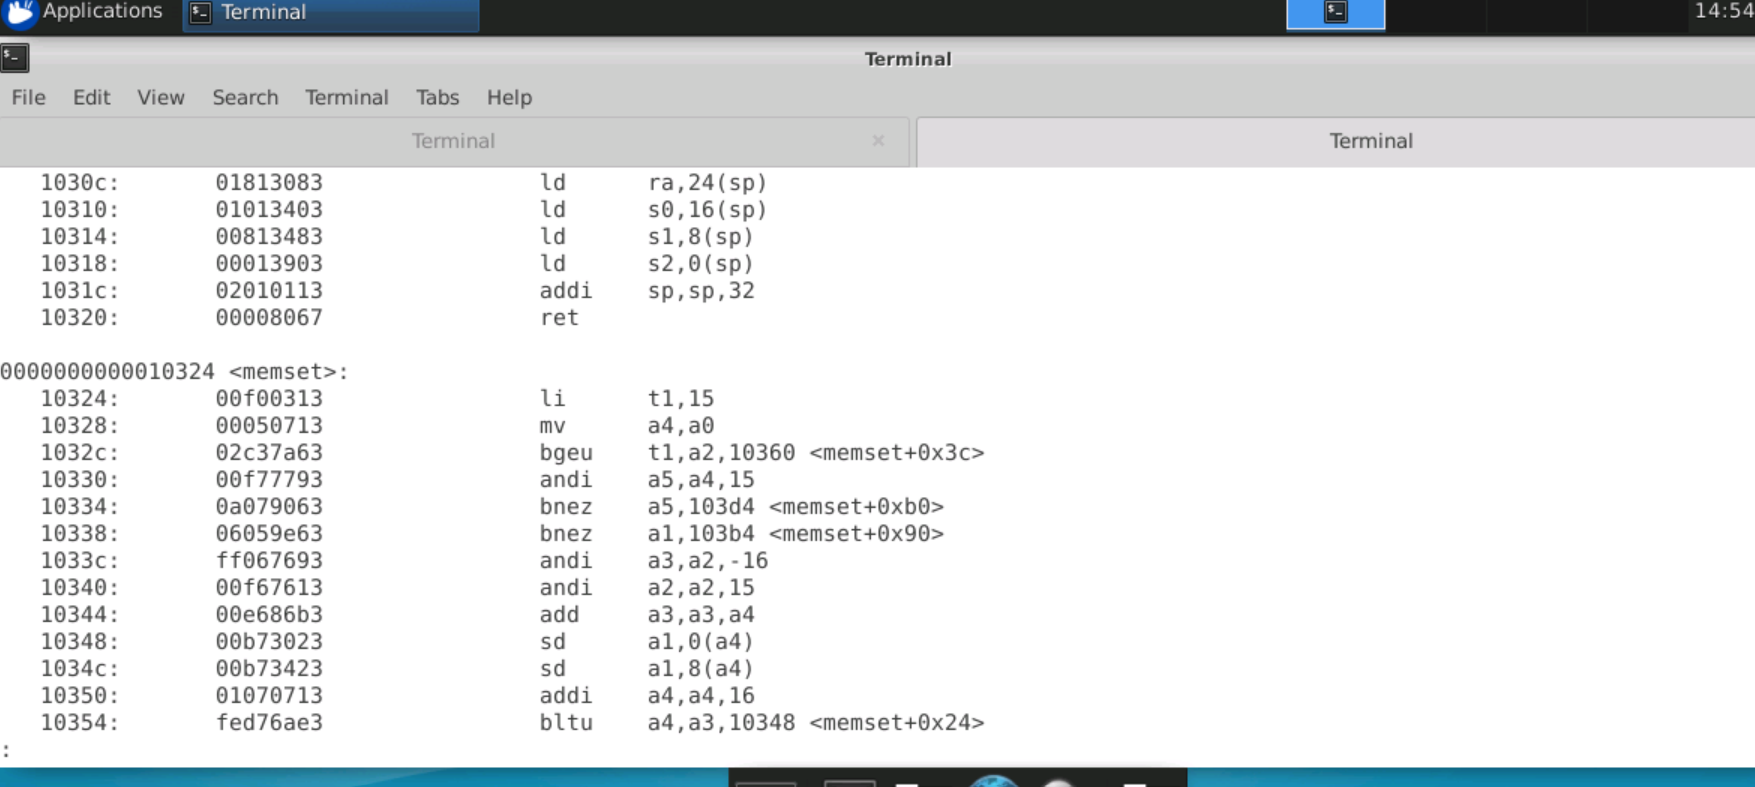 Applications Terminal 14:54
Terminal
File Edit View Search Terminal Tabs Help
Terminal Terminal
1030c: 01813083 ld ra,24(sp)
10310: 01013403 ld s0,16(sp)
10314: 00813483 ld s1,8(sp)
10318: 00013903 ld s2,0(sp)
1031c: 02010113 addi sp,sp,32
10320: 00008067 ret
0000000000010324 <memset>:
10324: 00f00313 li t1,15
10328: 00050713 mv a4,a0
1032c: 02c37a63 bgeu t1,a2,10360 <memset+0x3c>
10330: 00f77793 andi a5,a4,15
10334: 0a079063 bnez a5,103d4 <memset+0xb0>
10338: 06059e63 bnez a1,103b4 <memset+0x90>
1033c: ff067693 andi a3,a2,-16
10340: 00f67613 andi a2,a2,15
10344: 00e686b3 add a3,a3,a4
10348: 00b73023 sd a1,0(a4)
1034c: 00b73423 sd a1,8(a4)
10350: 01070713 addi a4,a4,16
10354: fed76ae3 bltu a4,a3,10348 <memset+0x24>
: